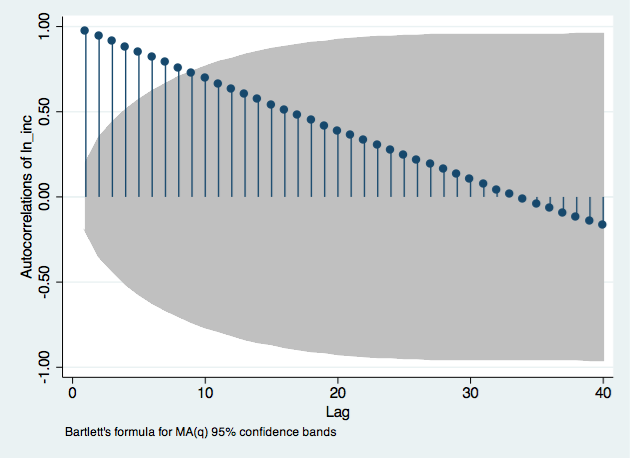 1.00
0.50
0.00
-0.50
-1.00
Autocorrelations of ln_inc
0 10 20 30 40
Lag
Bartlett's formula for MA(q) 95% confidence bands